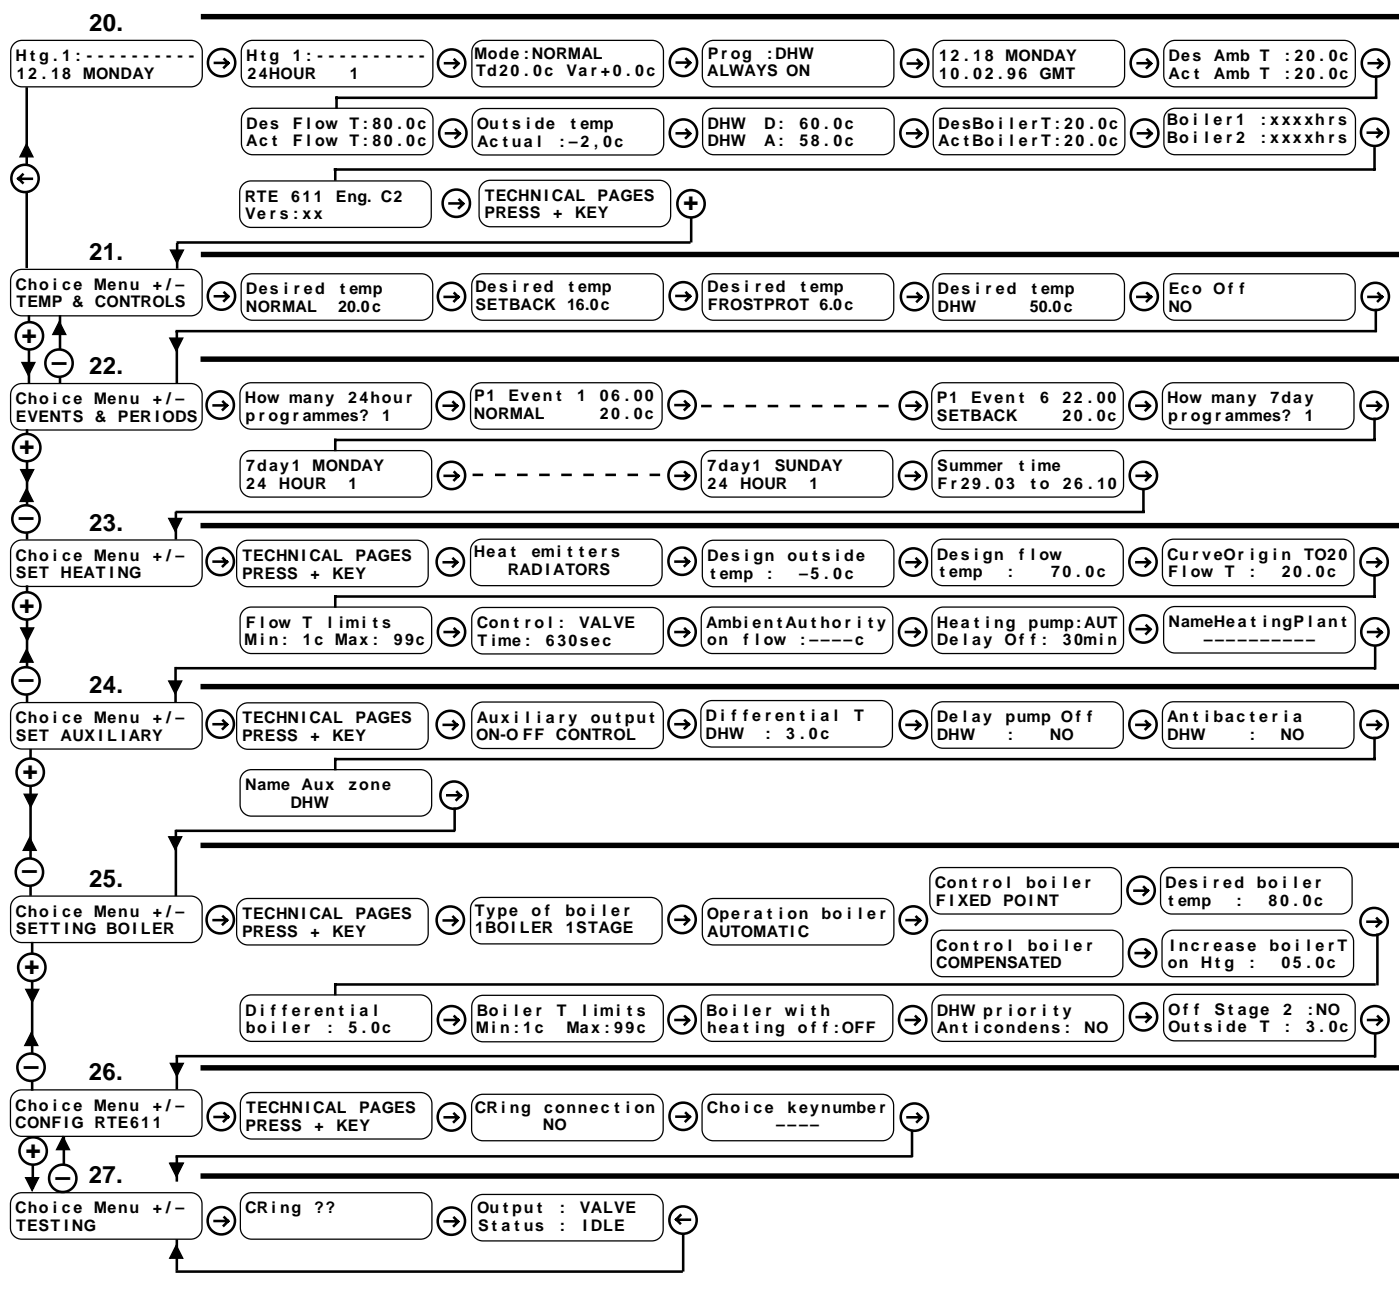 20.
Htg.1:----------
12.18 MONDAY
Htg 1:----------
24HOUR 1
Mode:NORMAL
Td20.0c Var+0.0c
Prog :DHW
ALWAYS ON
12.18 MONDAY
10.02.96 GMT
Des Amb T :20.0c
Act Amb T :20.0c
Des Flow T:80.0c
Act Flow T:80.0c
Outside temp
Actual :–2,0c
DHW D: 60.0c
DHW A: 58.0c
DesBoilerT:20.0c
ActBoilerT:20.0c
Boiler1 :xxxxhrs
Boiler2 :xxxxhrs
RTE 611 Eng. C2
Vers:xx
TECHNICAL PAGES
PRESS + KEY
21.
Choice Menu +/–
TEMP & CONTROLS
Desired temp
NORMAL 20.0c
Desired temp
SETBACK 16.0c
Desired temp
FROSTPROT 6.0c
Desired temp
DHW 50.0c
Eco Off
NO
22.
Choice Menu +/–
EVENTS & PERIODS
How many 24hour
programmes? 1
P1 Event 1 06.00
NORMAL 20.0c
P1 Event 6 22.00
SETBACK 20.0c
How many 7day
programmes? 1
7day1 MONDAY
24 HOUR 1
7day1 SUNDAY
24 HOUR 1
Summer time
Fr29.03 to 26.10
23.
Choice Menu +/–
SET HEATING
TECHNICAL PAGES
PRESS + KEY
Heat emitters
RADIATORS
Design outside
temp : –5.0c
Design flow
temp : 70.0c
CurveOrigin TO20
Flow T : 20.0c
Flow T limits
Min: 1c Max: 99c
Control: VALVE
Time: 630sec
AmbientAuthority
on flow :––––c
Heating pump:AUT
Delay Off: 30min
NameHeatingPlant
––––––––––
24.
Choice Menu +/–
SET AUXILIARY
TECHNICAL PAGES
PRESS + KEY
Auxiliary output
ON-OFF CONTROL
Differential T
DHW : 3.0c
Delay pump Off
DHW : NO
Antibacteria
DHW : NO
Name Aux zone
DHW
25.
Choice Menu +/–
SETTING BOILER
TECHNICAL PAGES
PRESS + KEY
Type of boiler
1BOILER 1STAGE
Operation boiler
AUTOMATIC
Control boiler
FIXED POINT
Desired boiler
temp : 80.0c
Control boiler
COMPENSATED
Increase boilerT
on Htg : 05.0c
Differential
boiler : 5.0c
Boiler T limits
Min:1c Max:99c
Boiler with
heating off:OFF
DHW priority
Anticondens: NO
Off Stage 2 :NO
Outside T : 3.0c
26.
Choice Menu +/–
CONFIG RTE611
TECHNICAL PAGES
PRESS + KEY
CRing connection
NO
Choice keynumber
––––
27.
Choice Menu +/–
TESTING
CRing ??
Output : VALVE
Status : IDLE